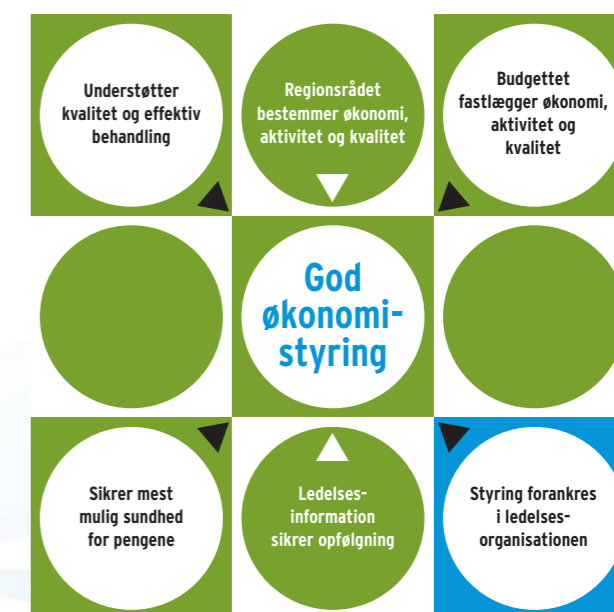 Understøtter
kvalitet og effektiv
behandling
Regionsrådet
bestemmer økonomi,
aktivitet og kvalitet
Budgettet
fastlægger økonomi,
aktivitet og
kvalitet
God
økonomi-
styring
Sikrer mest
mulig sundhed
for pengene
Ledelses-
information
sikrer opfølgning
Styring forankres
i ledelses-
organisationen